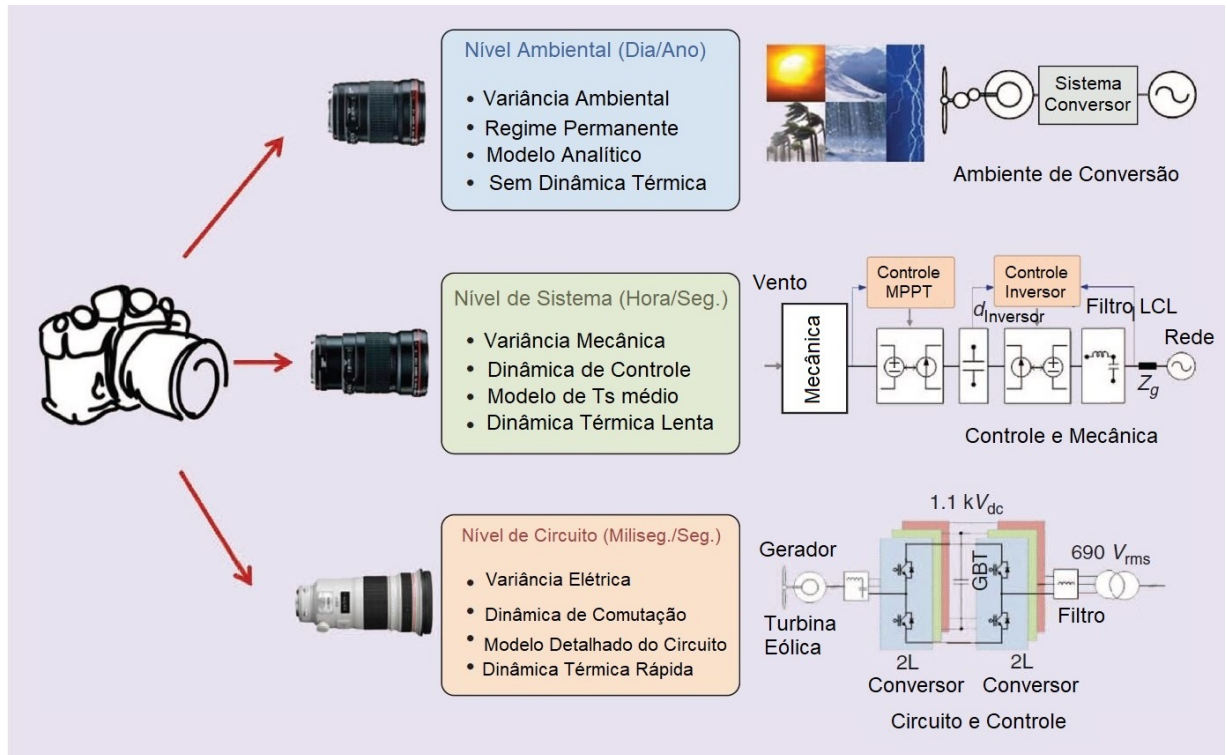 Nível Ambiental (Dia/Ano)
• Variância Ambiental
• Regime Permanente
• Modelo Analítico
• Sem Dinâmica Térmica
Sistema
Conversor
Ambiente de Conversão
Nível de Sistema (Hora/Seg.)
• Variância Mecânica
• Dinâmica de Controle
• Modelo de Ts médio
• Dinâmica Térmica Lenta
Vento
Mecânica
Controle
MPPT
Controle
Inversor
dInversor
Filtro LCL
Rede
Zg
Controle e Mecânica
Nível de Circuito (Miliseg./Seg.)
• Variância Elétrica
• Dinâmica de Comutação
• Modelo Detalhado do Circuito
• Dinâmica Térmica Rápida
1.1 kVdc
Gerador
Turbina
Eólica
GBT
690 Vrms
Filtro
2L
Conversor
2L
Conversor
Circuito e Controle